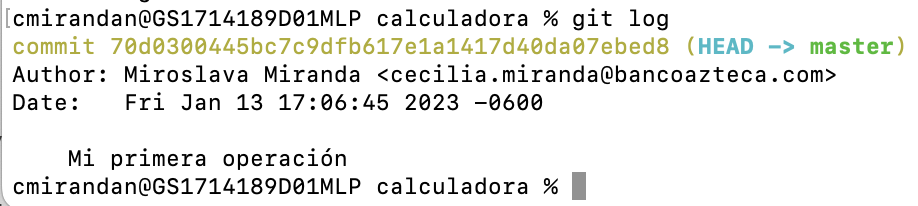 [cmirandan@GS1714189D01MLP calculadora % git log
commit 70d0300445bc7c9dfb617e1a1417d40da07ebed8 (HEAD -> master)
Author: Miroslava Miranda <cecilia.miranda@bancoazteca.com>
Date:   Fri Jan 13 17:06:45 2023 -0600
    Mi primera operación
cmirandan@GS1714189D01MLP calculadora %